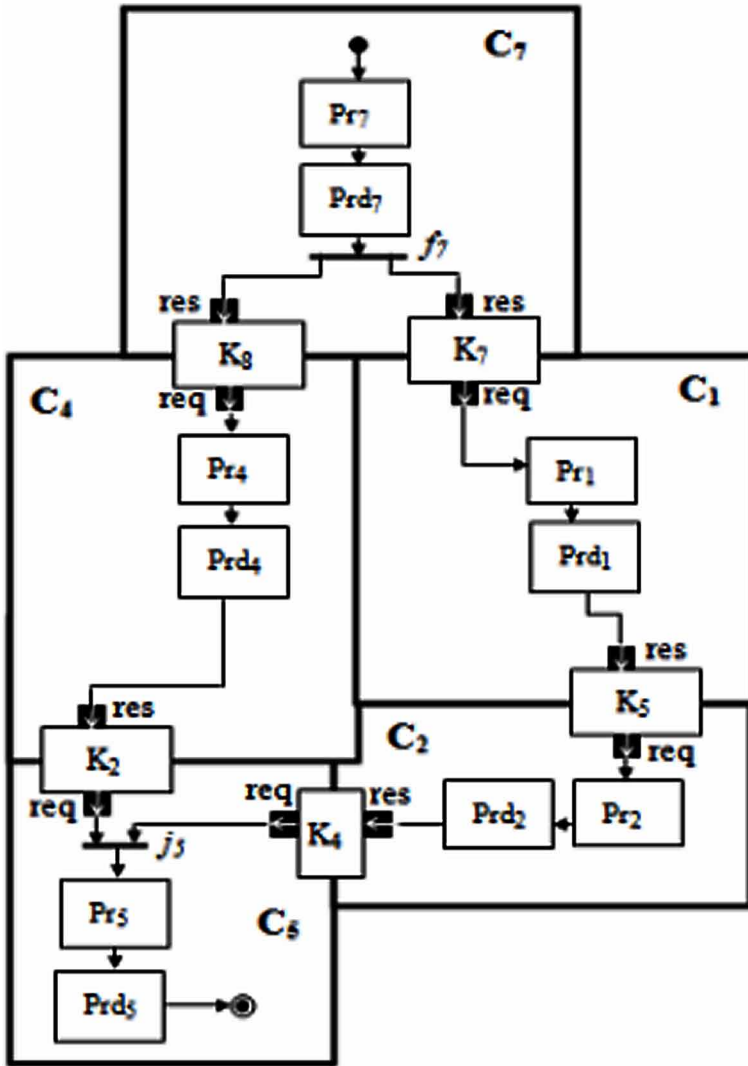 C₇
Pr₇
Prd₇
f₇
res
res
K₈
K₇
req
req
C₄
C₁
Pr₄
Pr₁
Prd₄
Prd₁
res
res
K₅
K₂
C₂
req
req
req
res
K₄
Prd₂
Pr₂
j₅
Pr₅
C₅
Prd₅